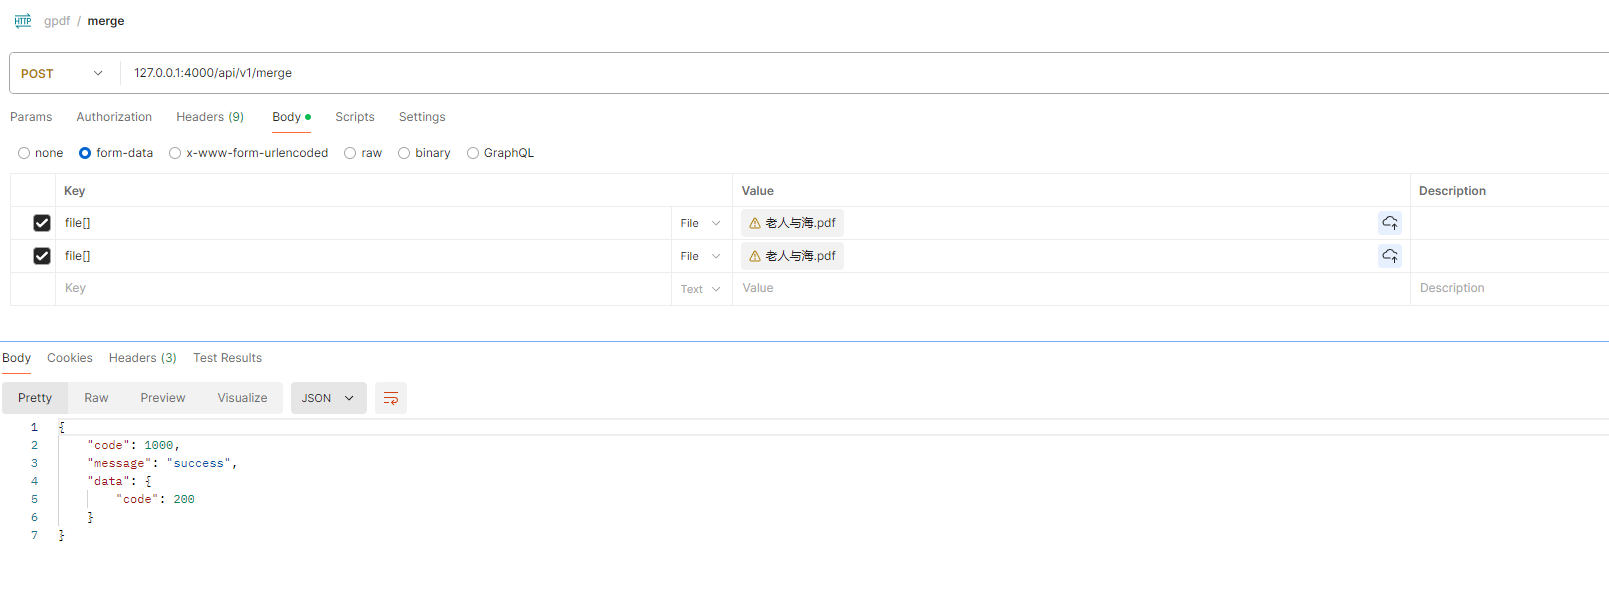 HTTP gpdf / merge
POST 127.0.0.1:4000/api/v1/merge
Params Authorization Headers (9) Body Scripts Settings
none form-data x-www-form-urlencoded raw binary GraphQL
Key Value Description
file[] File 老人与海.pdf
file[] File 老人与海.pdf
Key Text Value Description
Body Cookies Headers (3) Test Results
Pretty Raw Preview Visualize JSON
1 {
2 "code": 1000,
3 "message": "success",
4 "data": {
5 "code": 200
6 }
7 }